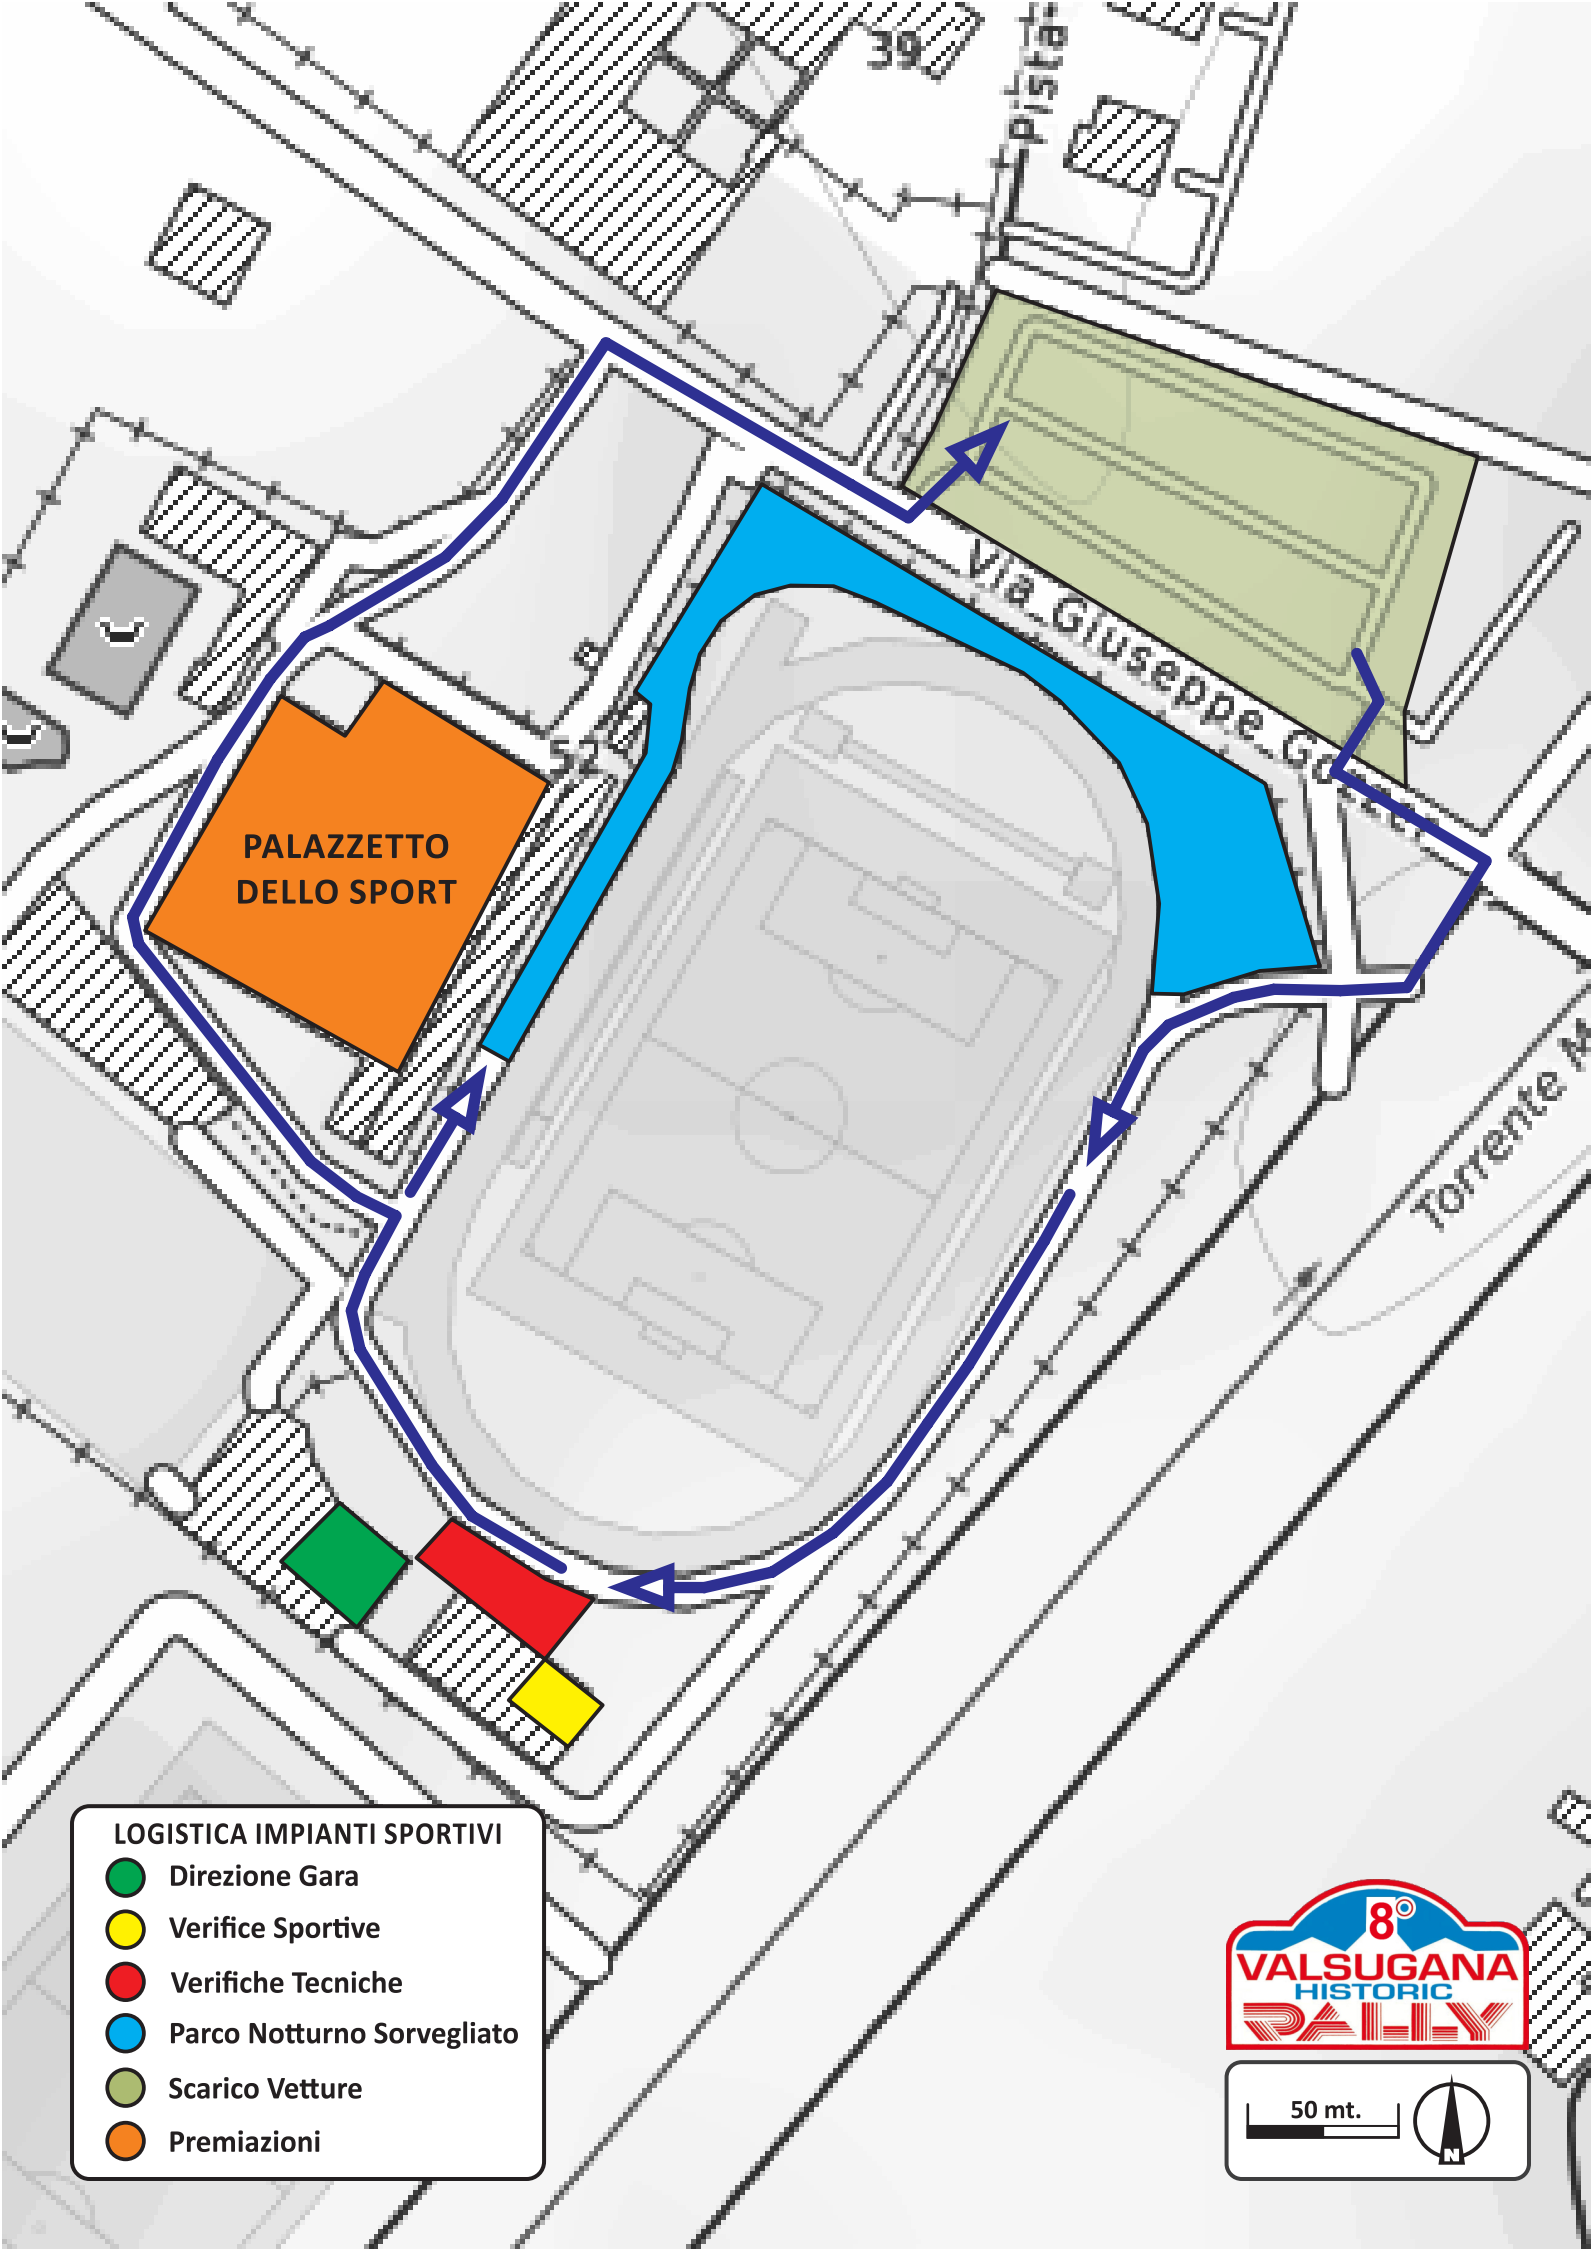 39
Pista
Via Giuseppe
52
PALAZZETTO
DELLO SPORT
Torrente M
LOGISTICA IMPIANTI SPORTIVI
Direzione Gara
Verifice Sportive
Verifiche Tecniche
Parco Notturno Sorvegliato
Scarico Vetture
Premiazioni
8°
VALSUGANA
HISTORIC
RALLY
50 mt.
N